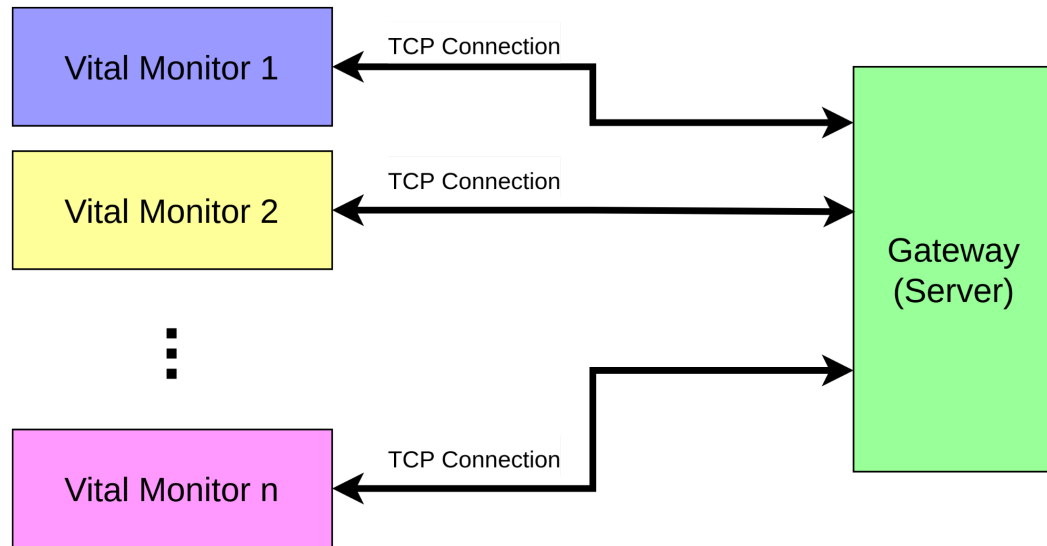 Vital Monitor 1
TCP Connection
Vital Monitor 2
TCP Connection
Gateway
(Server)
Vital Monitor n
TCP Connection